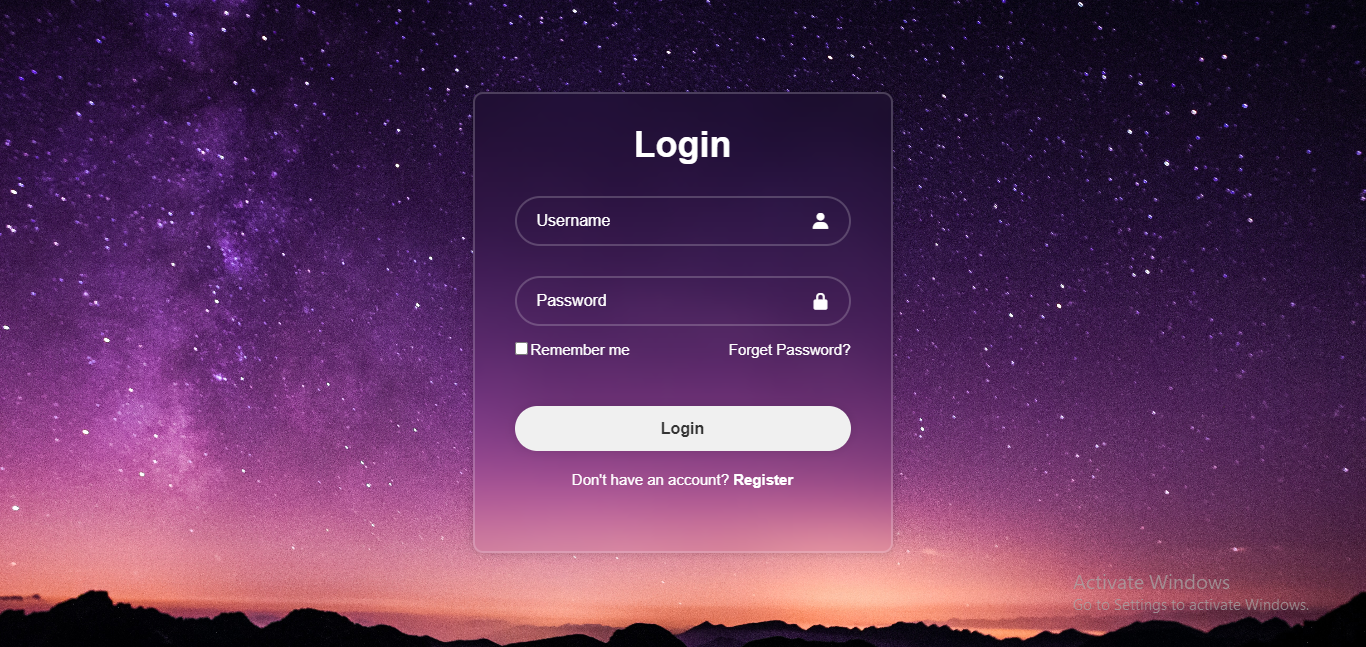 Login
Username
Password
Remember me
Forget Password?
Login
Don't have an account? Register
Activate Windows
Go to Settings to activate Windows.